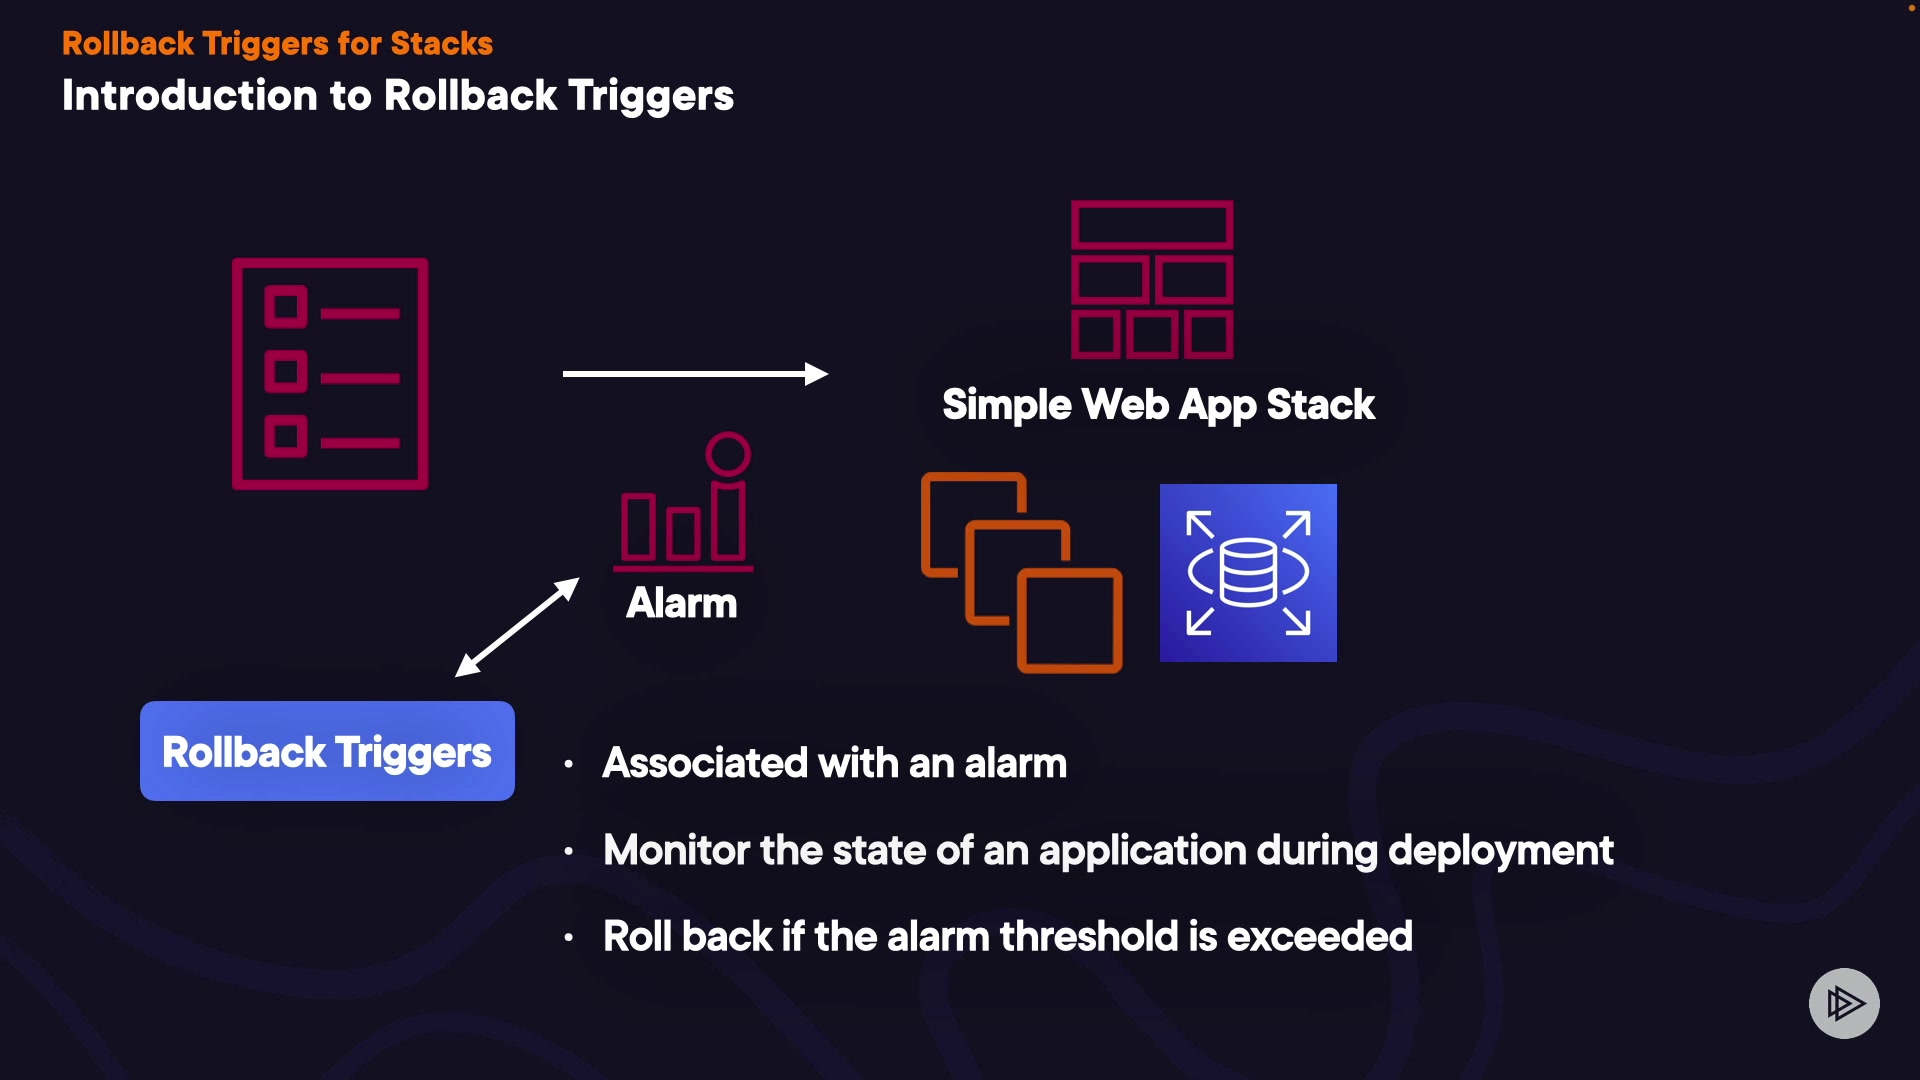 Rollback Triggers for Stacks
Introduction to Rollback Triggers
Simple Web App Stack
Alarm
Rollback Triggers
· Associated with an alarm
· Monitor the state of an application during deployment
· Roll back if the alarm threshold is exceeded